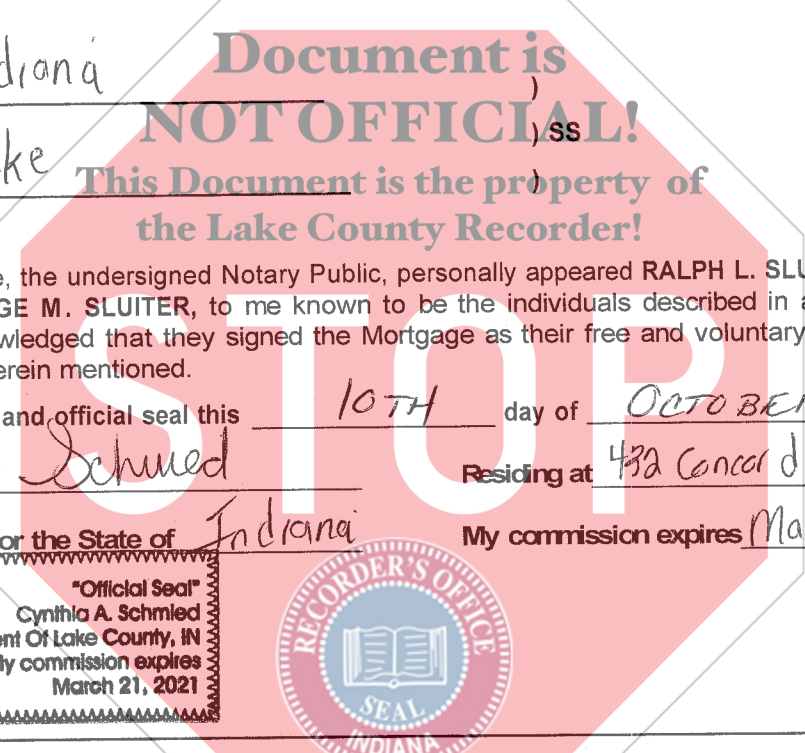 Document is
diana )
NOT OFFICIAL!
) SS
ke )
This Document is the property of
the Lake County Recorder!
e, the undersigned Notary Public, personally appeared RALPH L. SLU
GE M. SLUITER, to me known to be the individuals described in a
wledged that they signed the Mortgage as their free and voluntary
erein mentioned.
STOP
and official seal this 10TH day of OCTOBER
Schmied Residing at 432 Concord
or the State of Indiana My commission expires Ma
"Official Seal"
Cynthia A. Schmied
ent Of Lake County, IN
ly commission expires
March 21, 2021
RECORDER'S OFFICE
SEAL
INDIANA